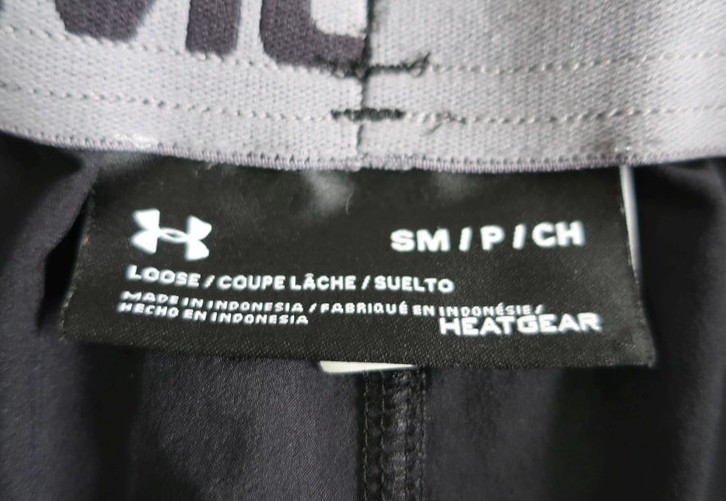 SM / P / CH
LOOSE / COUPE LÂCHE / SUELTO
MADE IN INDONESIA / FABRIQUÉ EN INDONÉSIE /
HECHO EN INDONESIA
HEATGEAR